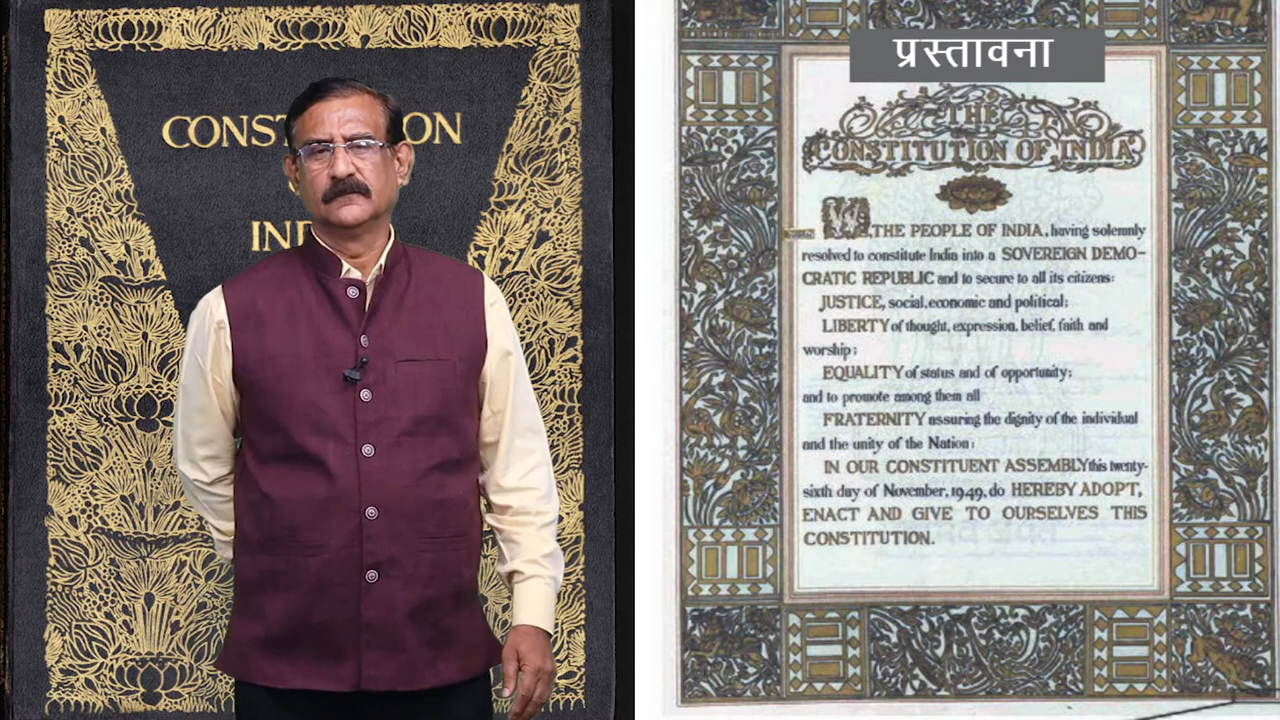 CONST ON
IND
प्रस्तावना
THE
CONSTITUTION OF INDIA
WE, THE PEOPLE OF INDIA, having solemnly
resolved to constitute India into a SOVEREIGN DEMO-
CRATIC REPUBLIC and to secure to all its citizens:
JUSTICE, social, economic and political;
LIBERTY of thought, expression, belief, faith and
worship;
EQUALITY of status and of opportunity;
and to promote among them all
FRATERNITY assuring the dignity of the individual
and the unity of the Nation;
IN OUR CONSTITUENT ASSEMBLY this twenty-
sixth day of November, 1949, do HEREBY ADOPT,
ENACT AND GIVE TO OURSELVES THIS
CONSTITUTION.